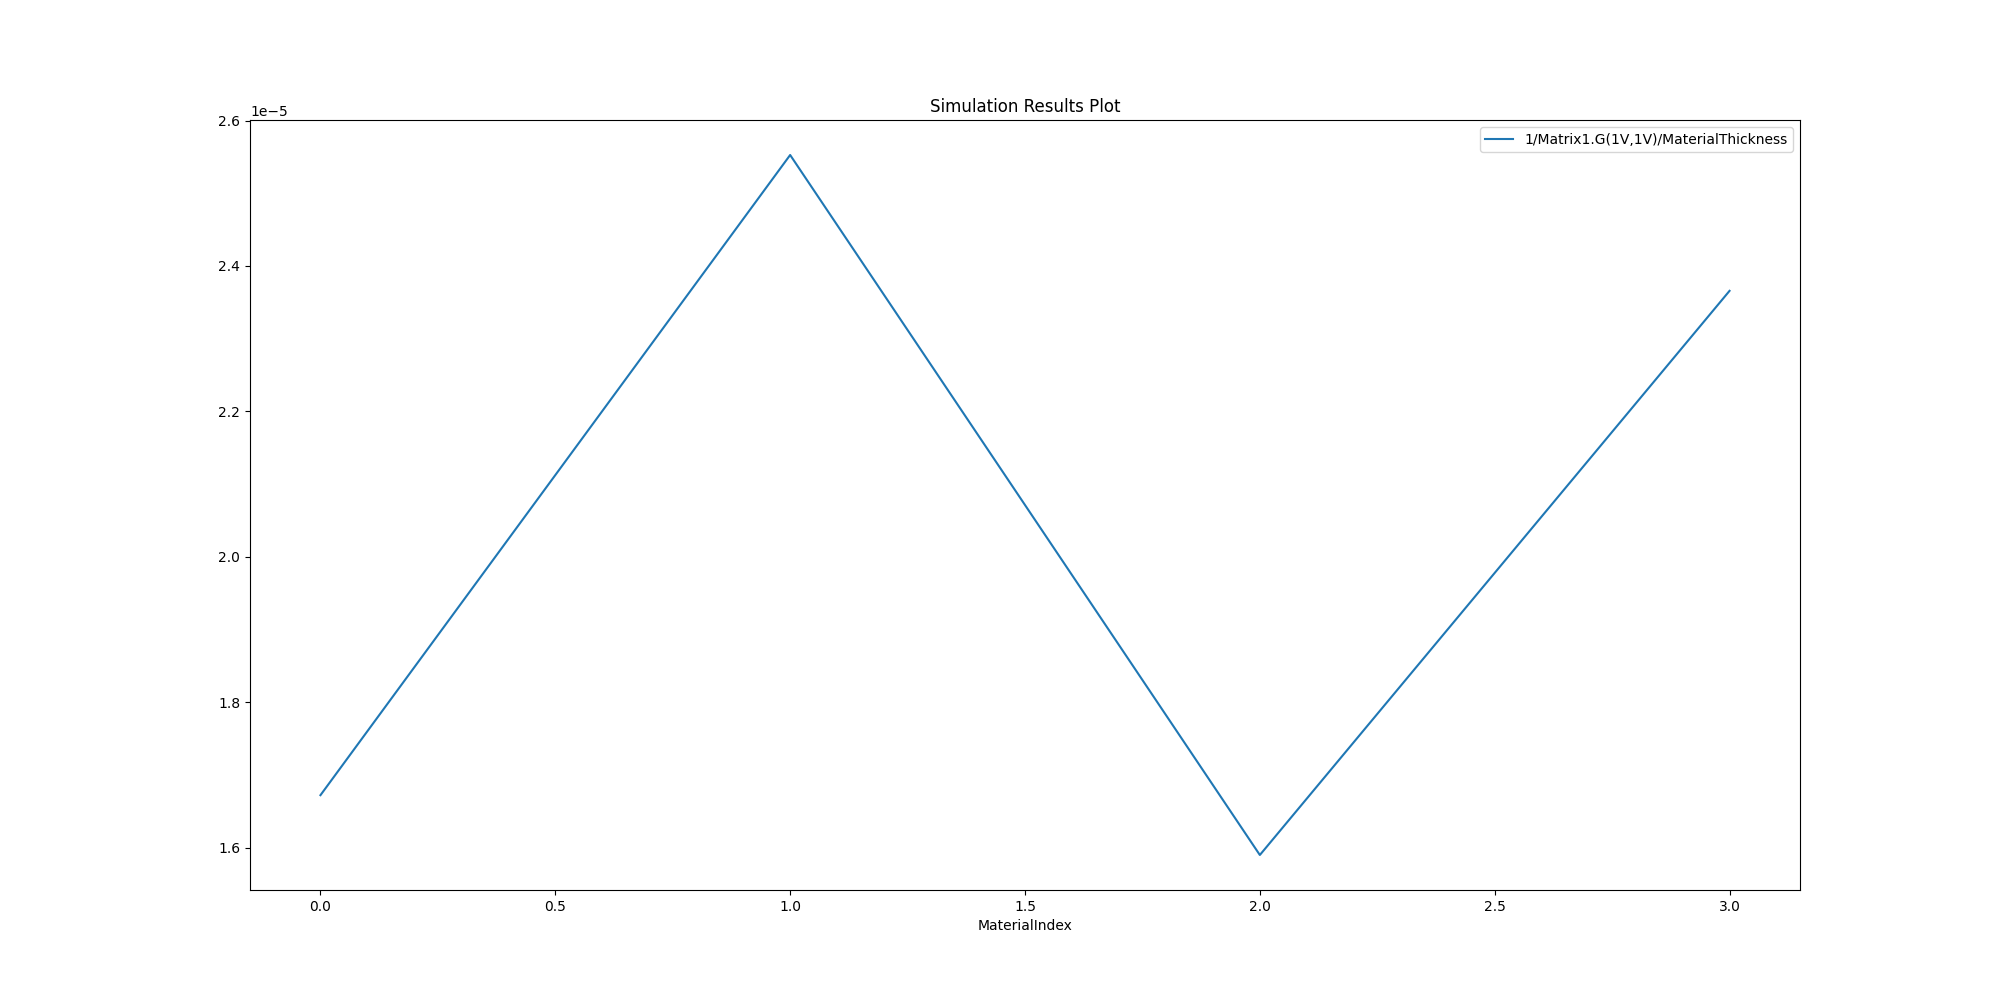 Simulation Results Plot
1e−5
1/Matrix1.G(1V,1V)/MaterialThickness
2.6
2.4
2.2
2.0
1.8
1.6
0.0 0.5 1.0 1.5 2.0 2.5 3.0
MaterialIndex